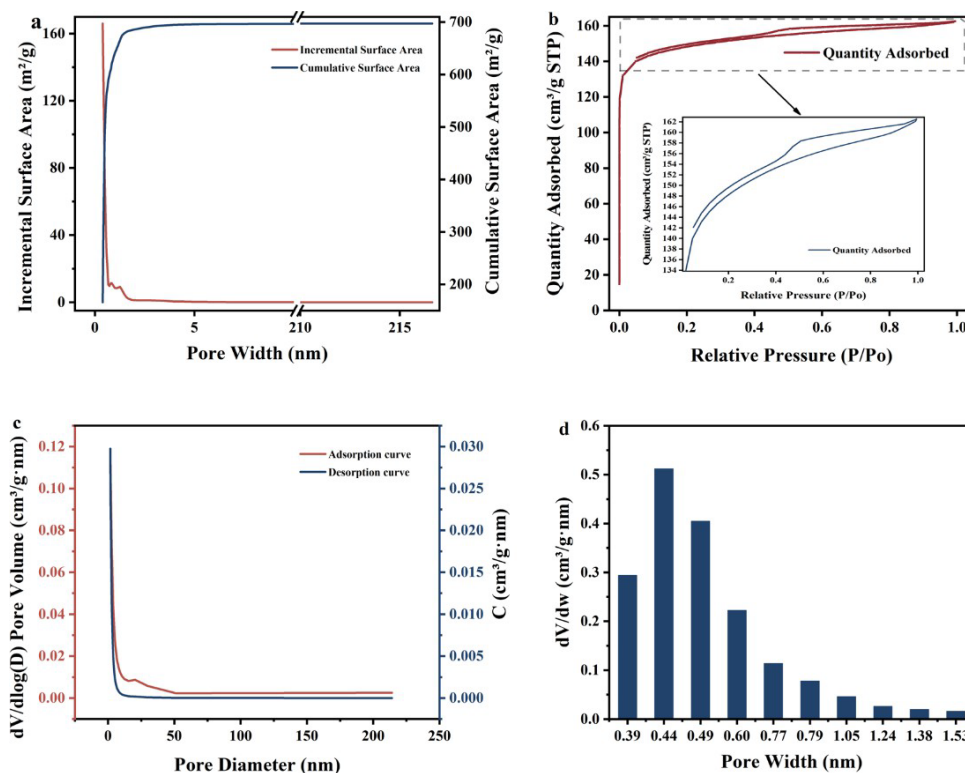 a
Incremental Surface Area (m²/g)
160
120
80
40
0
Incremental Surface Area
Cumulative Surface Area
700
600
500
400
300
200
Cumulative Surface Area (m²/g)
0 5 210 215
Pore Width (nm)
b
Quantity Adsorbed (cm³/g STP)
160
140
120
100
80
60
40
20
0
Quantity Adsorbed
Quantity Adsorbed (cm³/g STP)
162
160
158
156
154
152
150
148
146
144
142
140
138
136
134
Quantity Adsorbed
0.2 0.4 0.6 0.8 1.0
Relative Pressure (P/Po)
0.0 0.2 0.4 0.6 0.8 1.0
Relative Pressure (P/Po)
c
dV/dlog(D) Pore Volume (cm³/g·nm)
0.12
0.10
0.08
0.06
0.04
0.02
0.00
Adsorption curve
Desorption curve
0.030
0.025
0.020
0.015
0.010
0.005
0.000
C (cm³/g·nm)
0 50 100 150 200 250
Pore Diameter (nm)
d
dV/dw (cm³/g·nm)
0.6
0.5
0.4
0.3
0.2
0.1
0.0
0.39 0.44 0.49 0.60 0.77 0.79 1.05 1.24 1.38 1.53
Pore Width (nm)